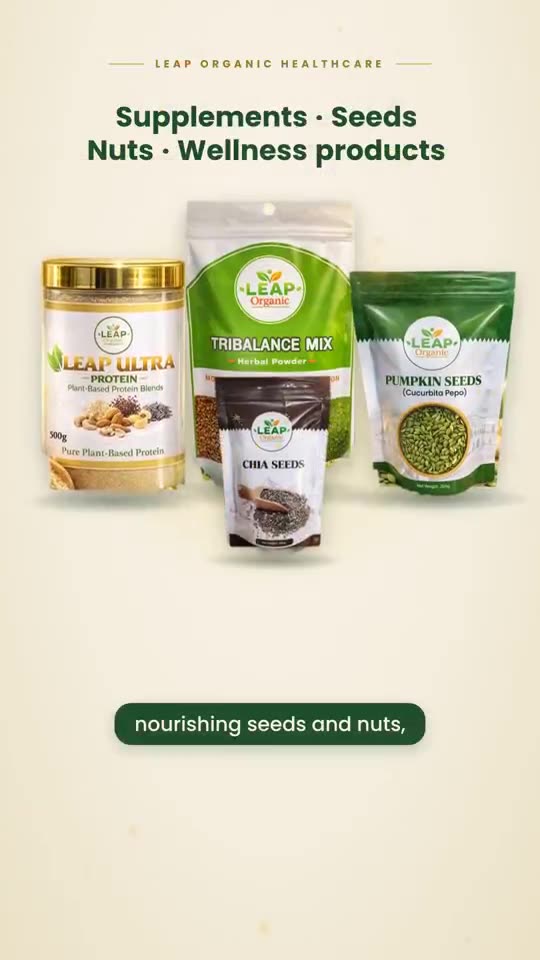 LEAP ORGANIC HEALTHCARE
Supplements · Seeds
Nuts · Wellness products
LEAP
LEAP ULTRA
PROTEIN
Plant-Based Protein Blends
500g
Pure Plant-Based Protein
LEAP
Organic
TRIBALANCE MIX
Herbal Powder
LEAP
Organic
CHIA SEEDS
LEAP
Organic
PUMPKIN SEEDS
(Cucurbita Pepo)
nourishing seeds and nuts,